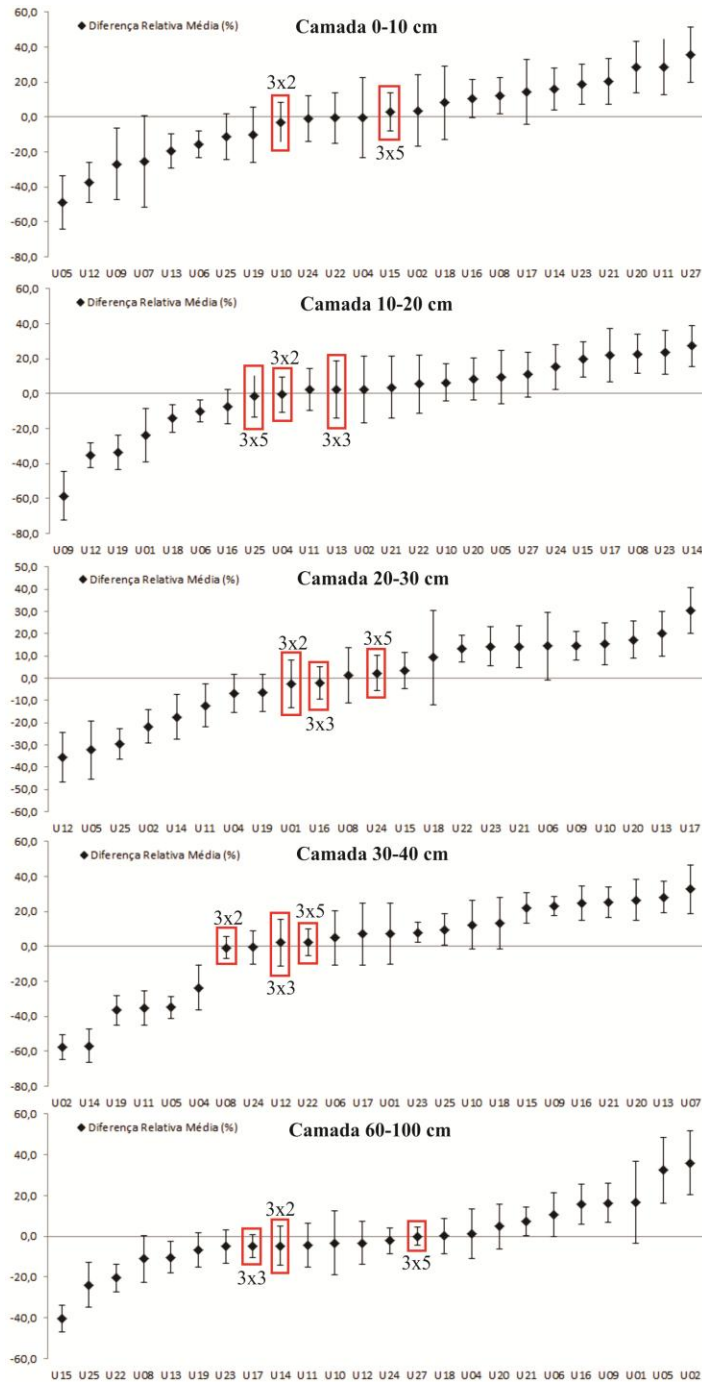 60,0
◆ Diferença Relativa Média (%)
Camada 0-10 cm
40,0
20,0
0,0
-20,0
-40,0
-60,0
-80,0
3x2
3x5
U05 U12 U09 U07 U13 U06 U25 U19 U10 U24 U22 U04 U15 U02 U18 U16 U08 U17 U14 U23 U21 U20 U11 U27
60,0
◆ Diferença Relativa Média (%)
Camada 10-20 cm
40,0
20,0
0,0
-20,0
-40,0
-60,0
-80,0
3x2
3x5
3x3
U09 U12 U19 U01 U18 U06 U16 U25 U04 U11 U13 U02 U21 U22 U10 U20 U05 U27 U24 U15 U17 U08 U23 U14
50,0
◆ Diferença Relativa Média (%)
Camada 20-30 cm
40,0
30,0
20,0
10,0
0,0
-10,0
-20,0
-30,0
-40,0
-50,0
-60,0
3x2
3x5
3x3
U12 U05 U25 U02 U14 U11 U04 U19 U01 U16 U08 U24 U15 U18 U22 U23 U21 U06 U09 U10 U20 U13 U17
60,0
◆ Diferença Relativa Média (%)
Camada 30-40 cm
40,0
20,0
0,0
-20,0
-40,0
-60,0
-80,0
3x2
3x5
3x3
U02 U14 U19 U11 U05 U04 U08 U24 U12 U22 U06 U17 U01 U23 U25 U10 U18 U15 U09 U16 U21 U20 U13 U07
60,0
◆ Diferença Relativa Média (%)
Camada 60-100 cm
40,0
20,0
0,0
-20,0
-40,0
-60,0
3x2
3x3
3x5
U15 U25 U22 U08 U13 U19 U23 U17 U14 U11 U10 U12 U24 U27 U18 U04 U20 U21 U06 U16 U09 U01 U05 U02